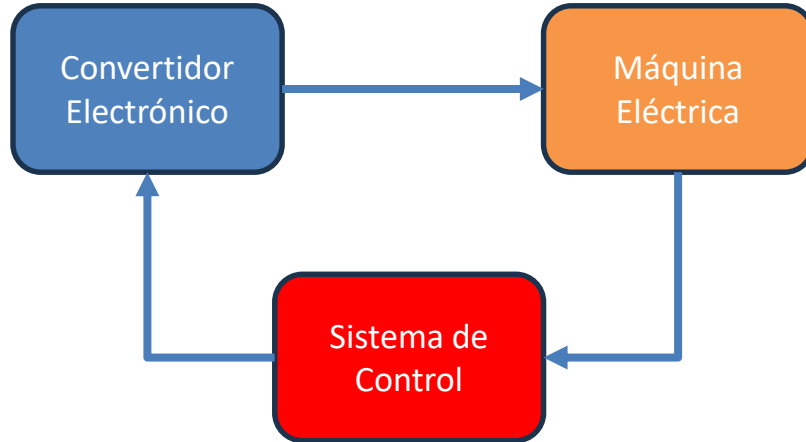 Convertidor
Electrónico
Máquina
Eléctrica
Sistema de
Control